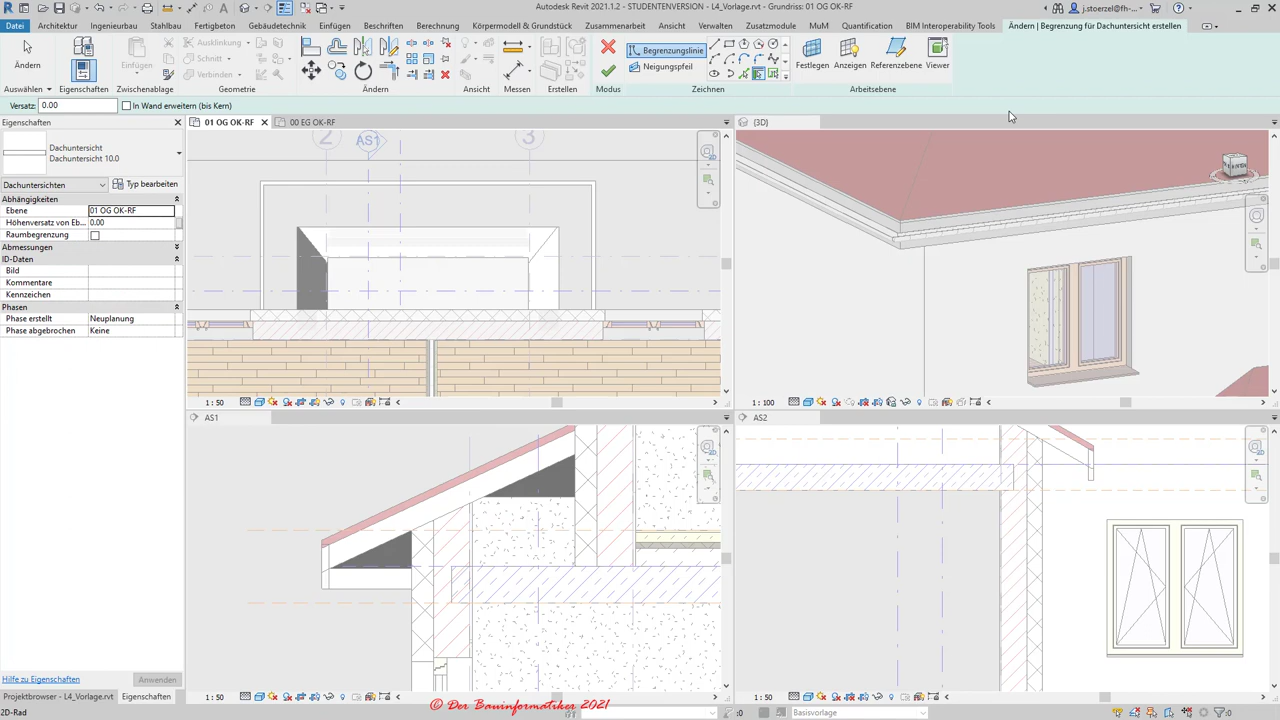 Autodesk Revit 2021.1.2 - STUDENTENVERSION - L4_Vorlage.rvt - Grundriss: 01 OG OK-RF
j.stoerzel@fh-...
Datei Architektur Ingenieurbau Stahlbau Fertigbeton Gebäudetechnik Einfügen Beschriften Berechnung Körpermodell & Grundstück Zusammenarbeit Ansicht Verwalten Zusatzmodule MuM Quantification BIM Interoperability Tools Ändern | Begrenzung für Dachuntersicht erstellen
Ausklinkung
Schnitt
Verbinden
Begrenzungslinie
Neigungspfeil
Ändern Einfügen Festlegen Anzeigen Referenzebene Viewer
Auswählen Eigenschaften Zwischenablage Geometrie Ändern Ansicht Messen Erstellen Modus Zeichnen Arbeitsebene
Versatz: 0.00 In Wand erweitern (bis Kern)
Eigenschaften
01 OG OK-RF 00 EG OK-RF {3D}
Dachuntersicht
Dachuntersicht 10.0
Dachuntersichten Typ bearbeiten
Abhängigkeiten
Ebene 01 OG OK-RF
Höhenversatz von Eb... 0.00
Raumbegrenzung
Abmessungen
ID-Daten
Bild
Kommentare
Kennzeichen
Phasen
Phase erstellt Neuplanung
Phase abgebrochen Keine
2 AS1 3
1 : 50
1 : 100
AS1 AS2
Hilfe zu Eigenschaften Anwenden
Projektbrowser - L4_Vorlage.rvt Eigenschaften
1 : 50
1 : 50
2D-Rad
© Der Bauinformatiker 2021
:0 Basisvorlage :0